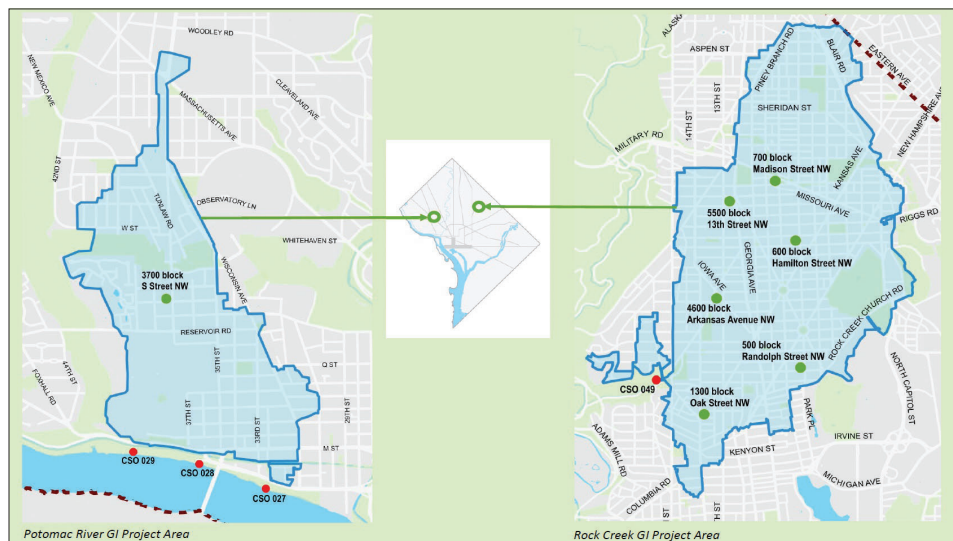 WOODLEY RD
NEW MEXICO AVE
CLEAVELAND AVE
MASSACHUSETTS AVE
42ND ST
TUNLAW RD
OBSERVATORY LN
W ST
WHITEHAVEN ST
WISCONSIN AVE
3700 block
S Street NW
RESERVOIR RD
35TH ST
Q ST
44TH ST
FOXHALL RD
37TH ST
33RD ST
29TH ST
M ST
CSO 029
CSO 028
CSO 027
Potomac River GI Project Area
ALASK
ASPEN ST
13TH ST
14TH ST
PINEY BRANCH RD
BLAIR RD
EASTERN AVE
SHERIDAN ST
MILITARY RD
NEW HAMPSHIRE AVE
KANSAS AVE
700 block
Madison Street NW
MISSOURI AVE
5500 block
13th Street NW
RIGGS RD
600 block
Hamilton Street NW
GEORGIA AVE
IOWA AVE
4600 block
Arkansas Avenue NW
ROCK CREEK CHURCH RD
500 block
Randolph Street NW
CSO 049
1300 block
Oak Street NW
NORTH CAPITOL ST
PARK PL
IRVINE ST
ADAMS MILL RD
KENYON ST
COLUMBIA RD
MICHIGAN AVE
TH ST
Rock Creek GI Project Area